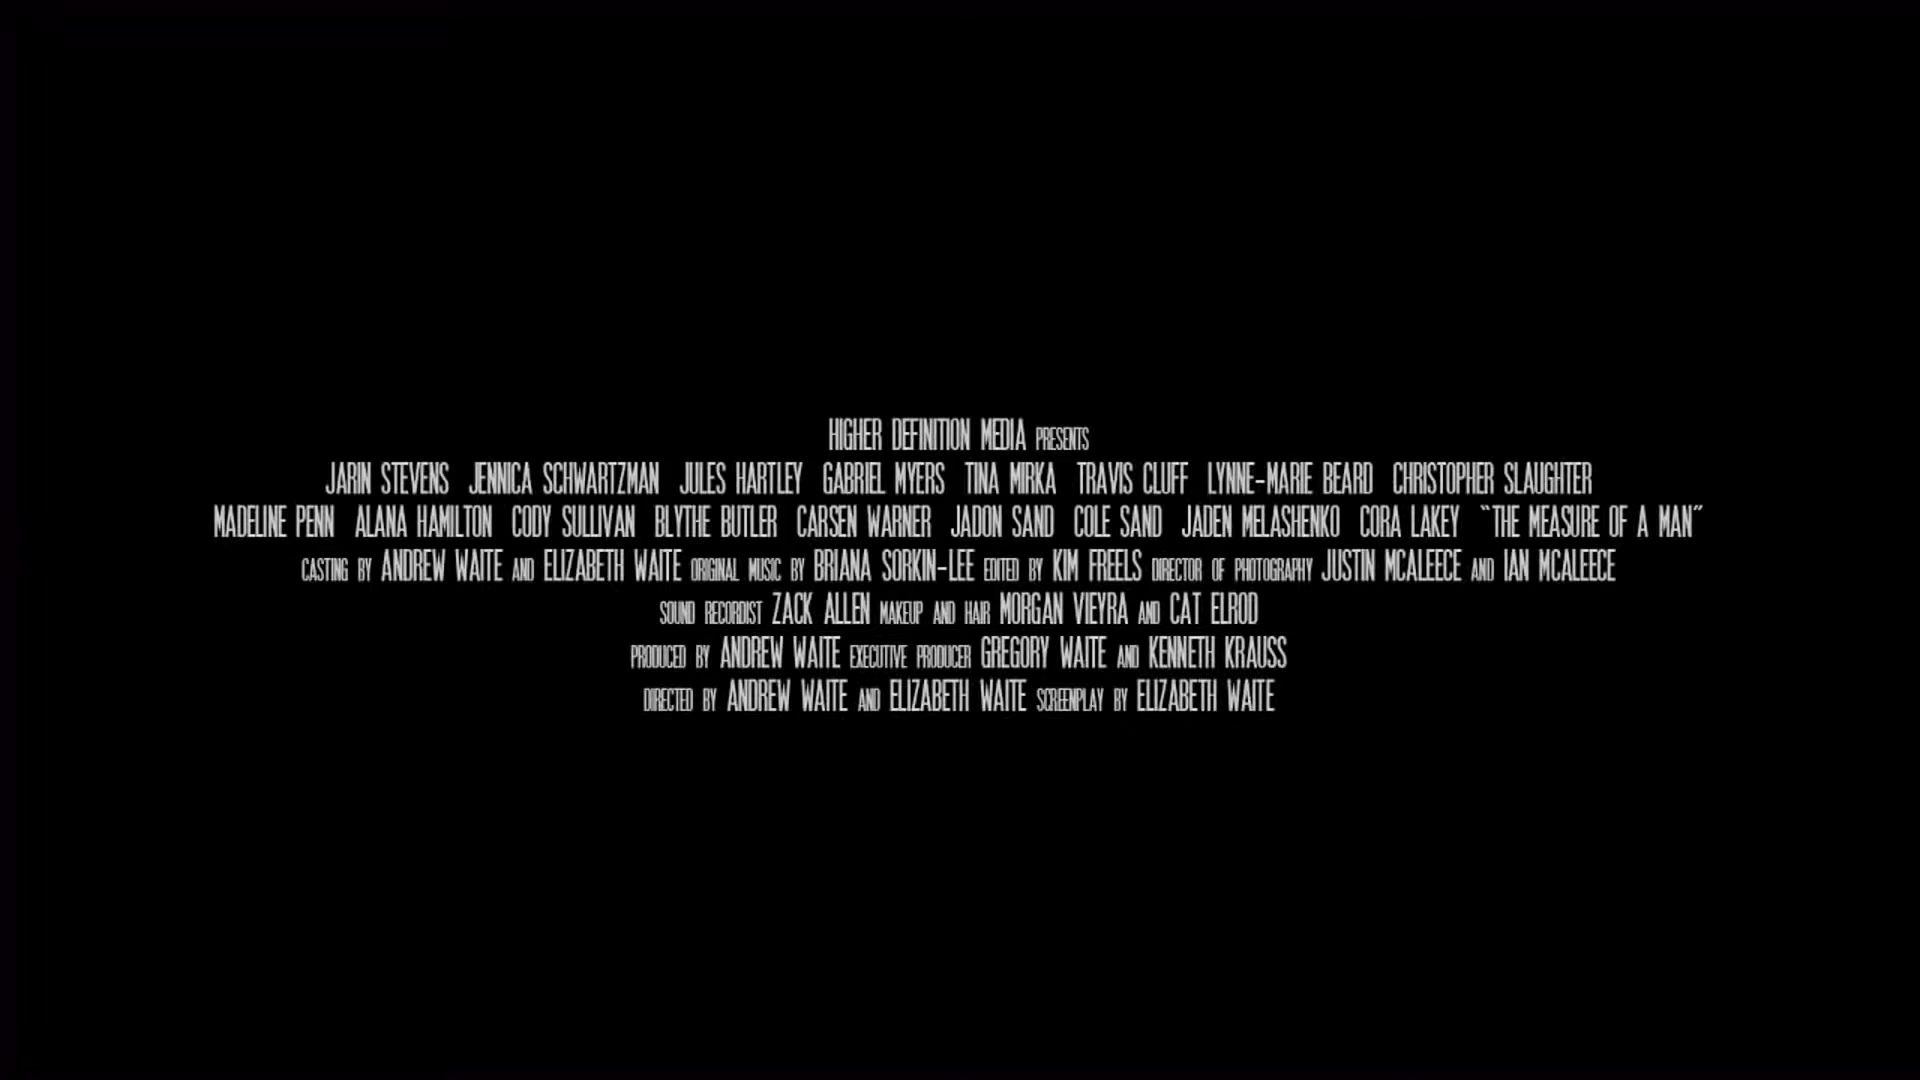 HIGHER DEFINITION MEDIA PRESENTS
JARIN STEVENS JENNICA SCHWARTZMAN JULES HARTLEY GABRIEL MYERS TINA MIRKA TRAVIS CLUFF LYNNE-MARIE BEARD CHRISTOPHER SLAUGHTER
MADELINE PENN ALANA HAMILTON CODY SULLIVAN BLYTHE BUTLER CARSEN WARNER JADON SAND COLE SAND JADEN MELASHENKO CORA LAKEY “THE MEASURE OF A MAN”
CASTING BY ANDREW WAITE AND ELIZABETH WAITE ORIGINAL MUSIC BY BRIANA SORKIN-LEE EDITED BY KIM FREELS DIRECTOR OF PHOTOGRAPHY JUSTIN MCALEECE AND IAN MCALEECE
SOUND RECORDIST ZACK ALLEN MAKEUP AND HAIR MORGAN VIEYRA AND CAT ELROD
PRODUCED BY ANDREW WAITE EXECUTIVE PRODUCER GREGORY WAITE AND KENNETH KRAUSS
DIRECTED BY ANDREW WAITE AND ELIZABETH WAITE SCREENPLAY BY ELIZABETH WAITE